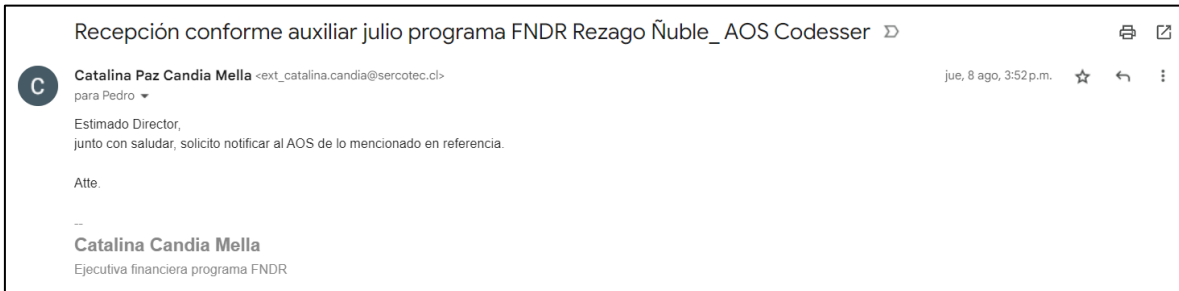 Recepción conforme auxiliar julio programa FNDR Rezago Ñuble_ AOS Codesser
C
Catalina Paz Candia Mella <ext_catalina.candia@sercotec.cl>
jue, 8 ago, 3:52 p.m.
para Pedro
Estimado Director,
junto con saludar, solicito notificar al AOS de lo mencionado en referencia.
Atte.
--
Catalina Candia Mella
Ejecutiva financiera programa FNDR